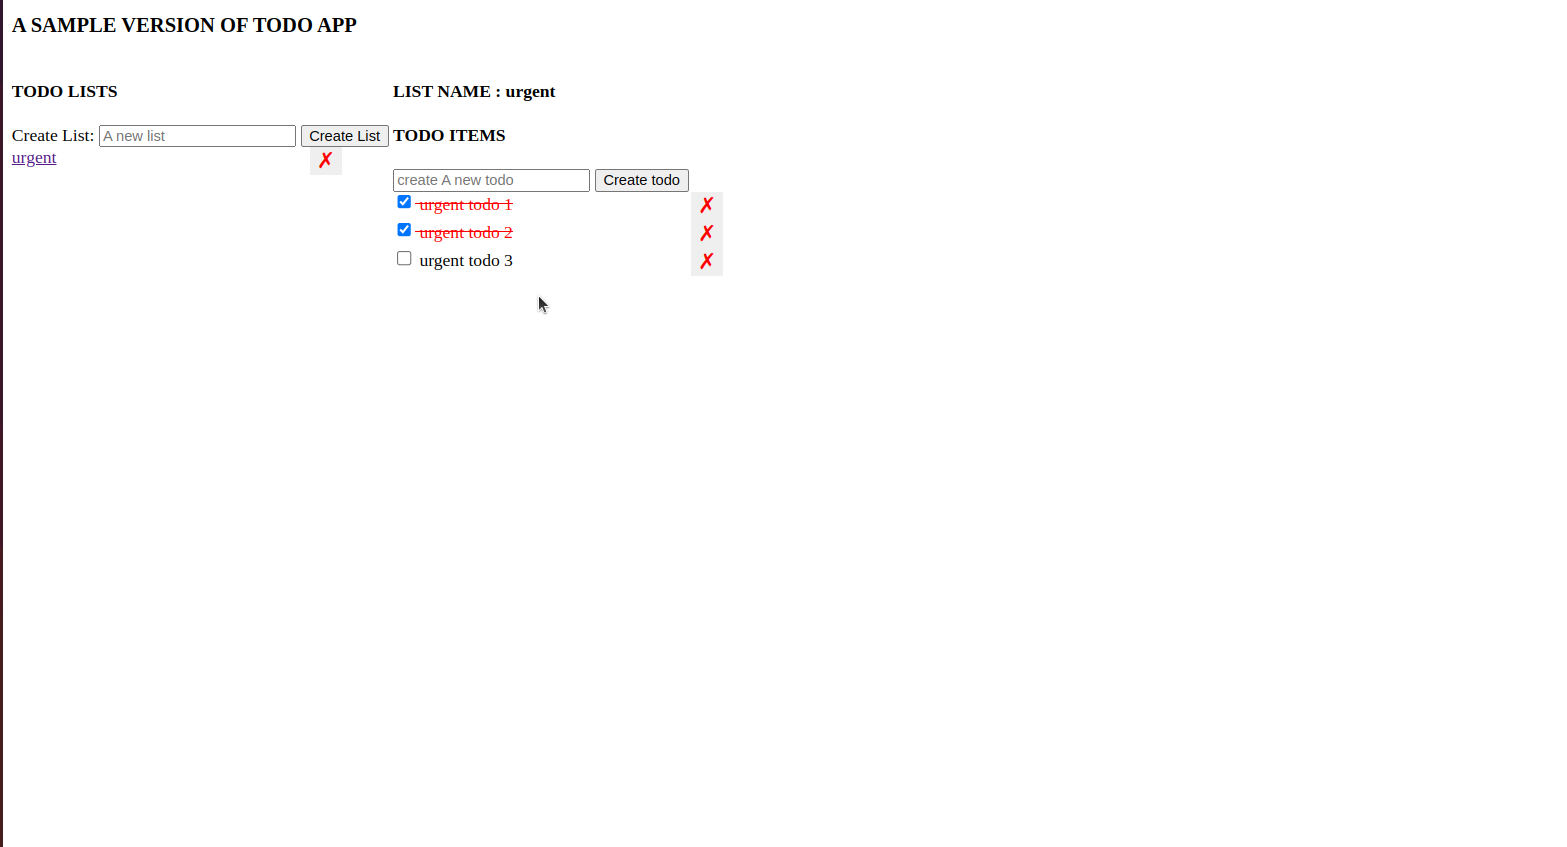 A SAMPLE VERSION OF TODO APP
TODO LISTS
Create List: A new list Create List
urgent ✗
LIST NAME : urgent
TODO ITEMS
create A new todo Create todo
urgent todo 1 ✗
urgent todo 2 ✗
urgent todo 3 ✗